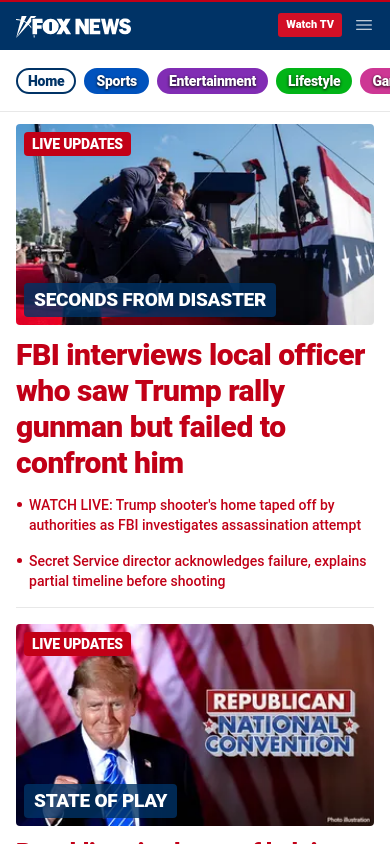 FOX NEWS
Watch TV
Home
Sports
Entertainment
Lifestyle
LIVE UPDATES
SECONDS FROM DISASTER
FBI interviews local officer
who saw Trump rally
gunman but failed to
confront him
• WATCH LIVE: Trump shooter's home taped off by
authorities as FBI investigates assassination attempt
• Secret Service director acknowledges failure, explains
partial timeline before shooting
LIVE UPDATES
REPUBLICAN
NATIONAL
CONVENTION
STATE OF PLAY
Photo illustration